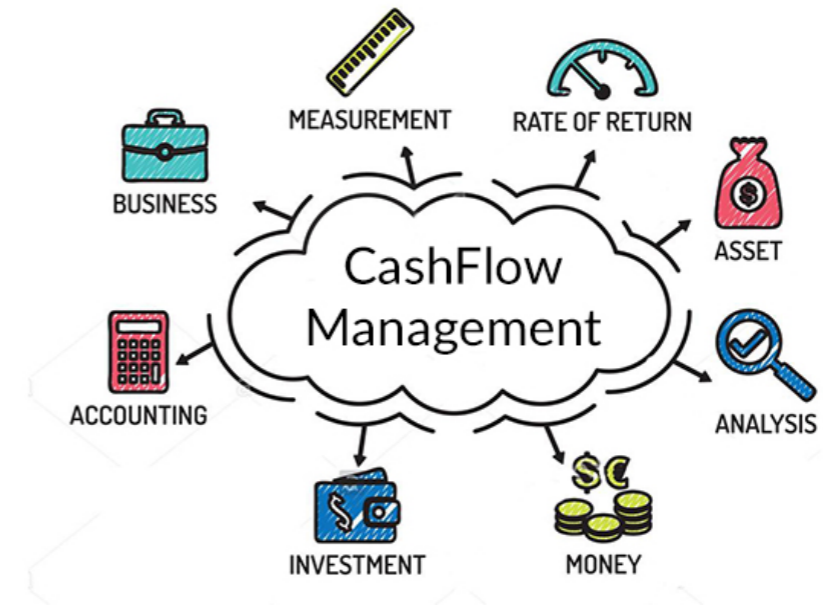 MEASUREMENT
RATE OF RETURN
BUSINESS
ASSET
CashFlow
Management
ACCOUNTING
ANALYSIS
INVESTMENT
MONEY
$
$
$€